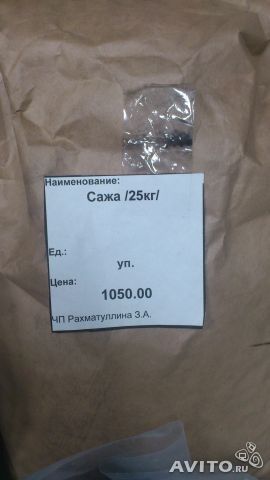 Наименование:
Сажа /25кг/
Ед.:
уп.
Цена:
1050.00
ЧП Рахматуллина З.А.
AVITO.ru